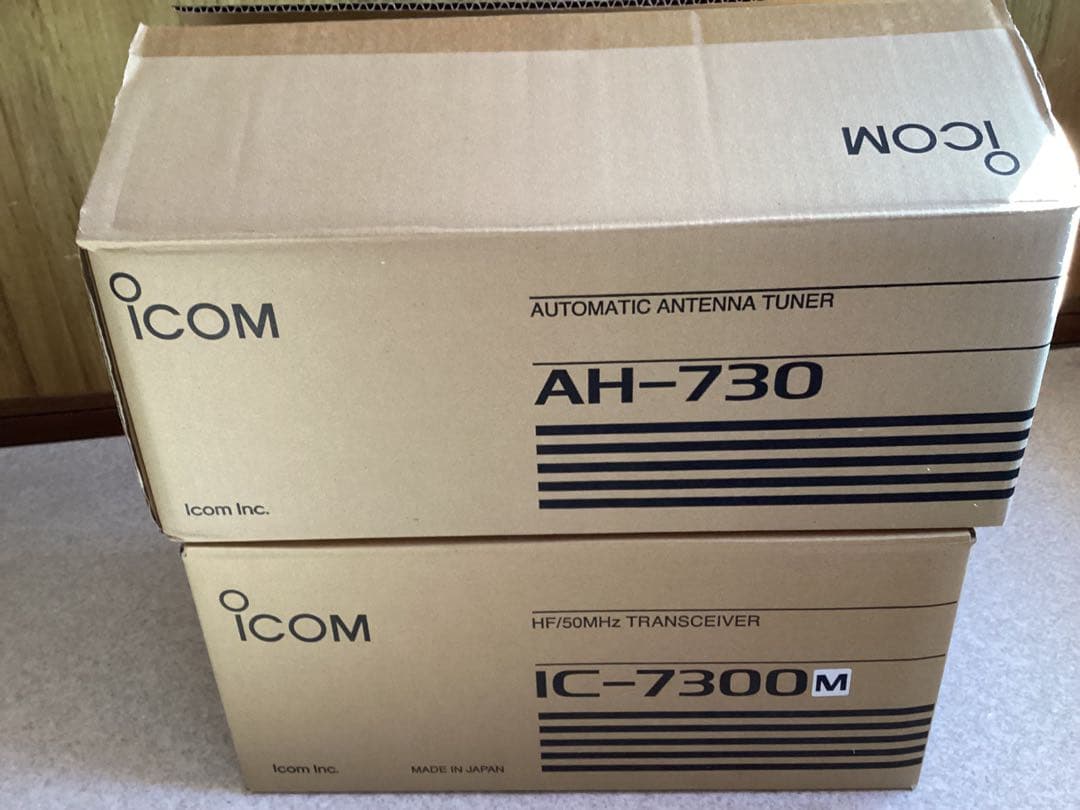 ICOM
ICOM
AUTOMATIC ANTENNA TUNER
AH-730
Icom Inc.
ICOM
HF/50MHz TRANSCEIVER
IC-7300M
Icom Inc.
MADE IN JAPAN